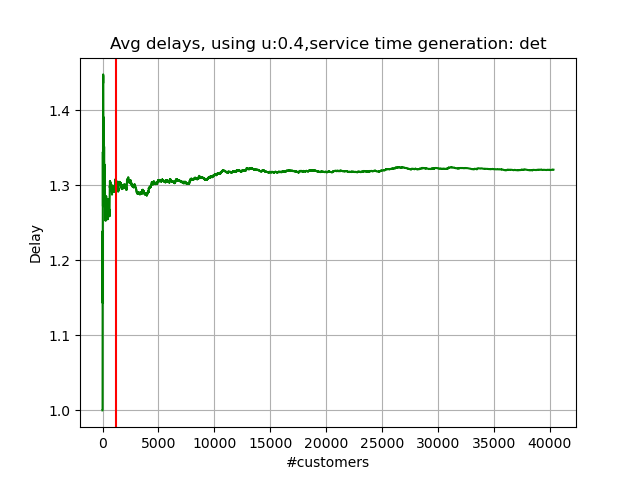 Avg delays, using u:0.4,service time generation: det
Delay
1.4
1.3
1.2
1.1
1.0
0 5000 10000 15000 20000 25000 30000 35000 40000
#customers